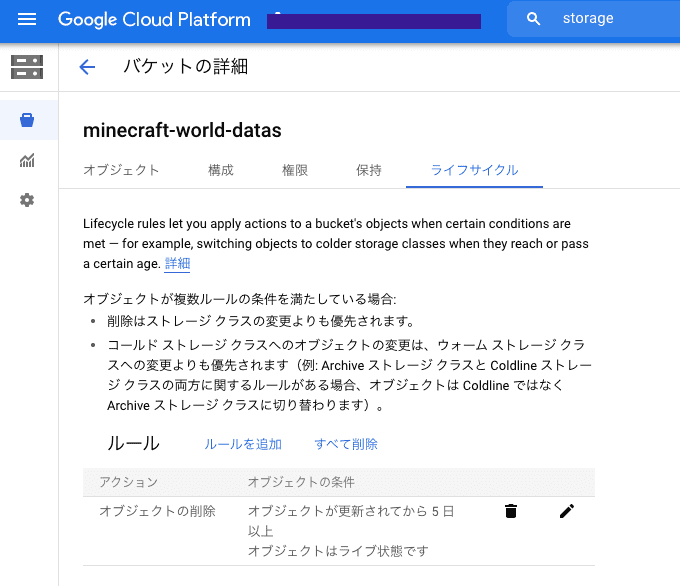 Google Cloud Platform
storage
バケットの詳細
minecraft-world-datas
オブジェクト 構成 権限 保持 ライフサイクル
Lifecycle rules let you apply actions to a bucket's objects when certain conditions are
met — for example, switching objects to colder storage classes when they reach or pass
a certain age. 詳細
オブジェクトが複数ルールの条件を満たしている場合:
• 削除はストレージ クラスの変更よりも優先されます。
• コールド ストレージ クラスへのオブジェクトの変更は、ウォーム ストレージ クラ
スへの変更よりも優先されます（例: Archive ストレージ クラスと Coldline ストレー
ジ クラスの両方に関するルールがある場合、オブジェクトは Coldline ではなく
Archive ストレージ クラスに切り替わります）。
ルール ルールを追加 すべて削除
アクション オブジェクトの条件
オブジェクトの削除 オブジェクトが更新されてから 5 日
以上
オブジェクトはライブ状態です